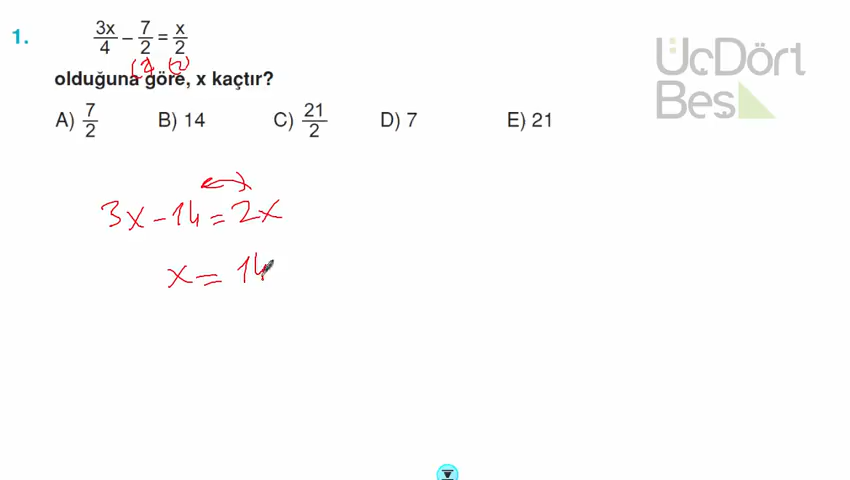 1. 3x/4 − 7/2 = x/2
(2) (2)
olduğuna göre, x kaçtır?
A) 7/2 B) 14 C) 21/2 D) 7 E) 21
ÜçDört
Beş
3x − 14 = 2x
x = 14